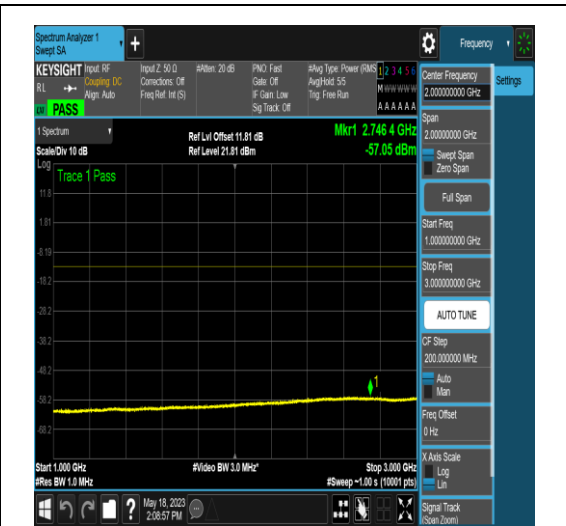 Spectrum Analyzer 1
Swept SA
+
Frequency
KEYSIGHT
Input: RF
Input Z: 50 Ω
#Atten: 20 dB
PNO: Fast
#Avg Type: Power (RMS
1 2 3 4 5 6
RL
Coupling: DC
Corrections: Off
Gate: Off
Avg|Hold: 5/5
M W W W W W
Align: Auto
Freq Ref: Int (S)
IF Gain: Low
Trig: Free Run
PASS
Sig Track: Off
A A A A A A
1 Spectrum
Ref Lvl Offset 11.81 dB
Mkr1 2.746 4 GHz
Scale/Div 10 dB
Ref Level 21.81 dBm
-57.05 dBm
Log
Trace 1 Pass
11.8
1.81
-8.19
-18.2
-28.2
-38.2
1
-58.2
-68.2
Start 1.000 GHz
#Video BW 3.0 MHz*
Stop 3.000 GHz
#Res BW 1.0 MHz
#Sweep ~1.00 s (10001 pts)
?
May 18, 2023
2:08:57 PM
Center Frequency
2.000000000 GHz
Settings
Span
2.00000000 GHz
Swept Span
Zero Span
Full Span
Start Freq
1.000000000 GHz
Stop Freq
3.000000000 GHz
AUTO TUNE
CF Step
200.000000 MHz
Auto
Man
Freq Offset
0 Hz
X Axis Scale
Log
Lin
Signal Track
(Span Zoom)